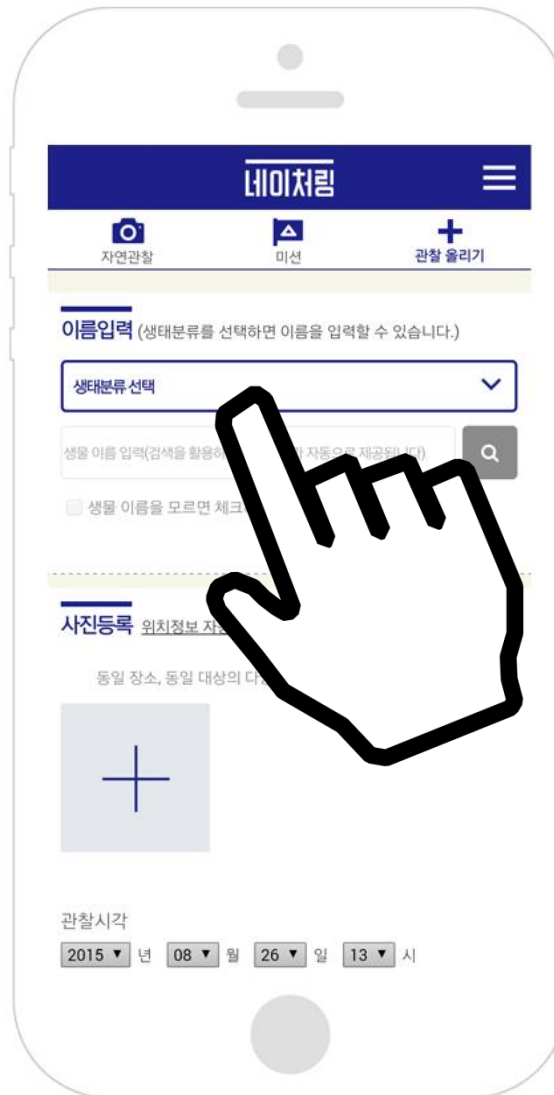 네이처링
자연관찰
미션
관찰 올리기
이름입력 (생태분류를 선택하면 이름을 입력할 수 있습니다.)
생태분류 선택
생물 이름 입력(검색을 활용하 자동으로 제공됩니다)
생물 이름을 모르면 체크
사진등록 위치정보
동일 장소, 동일 대상의
관찰시각
2015 ▼ 년 08 ▼ 월 26 ▼ 일 13 ▼ 시